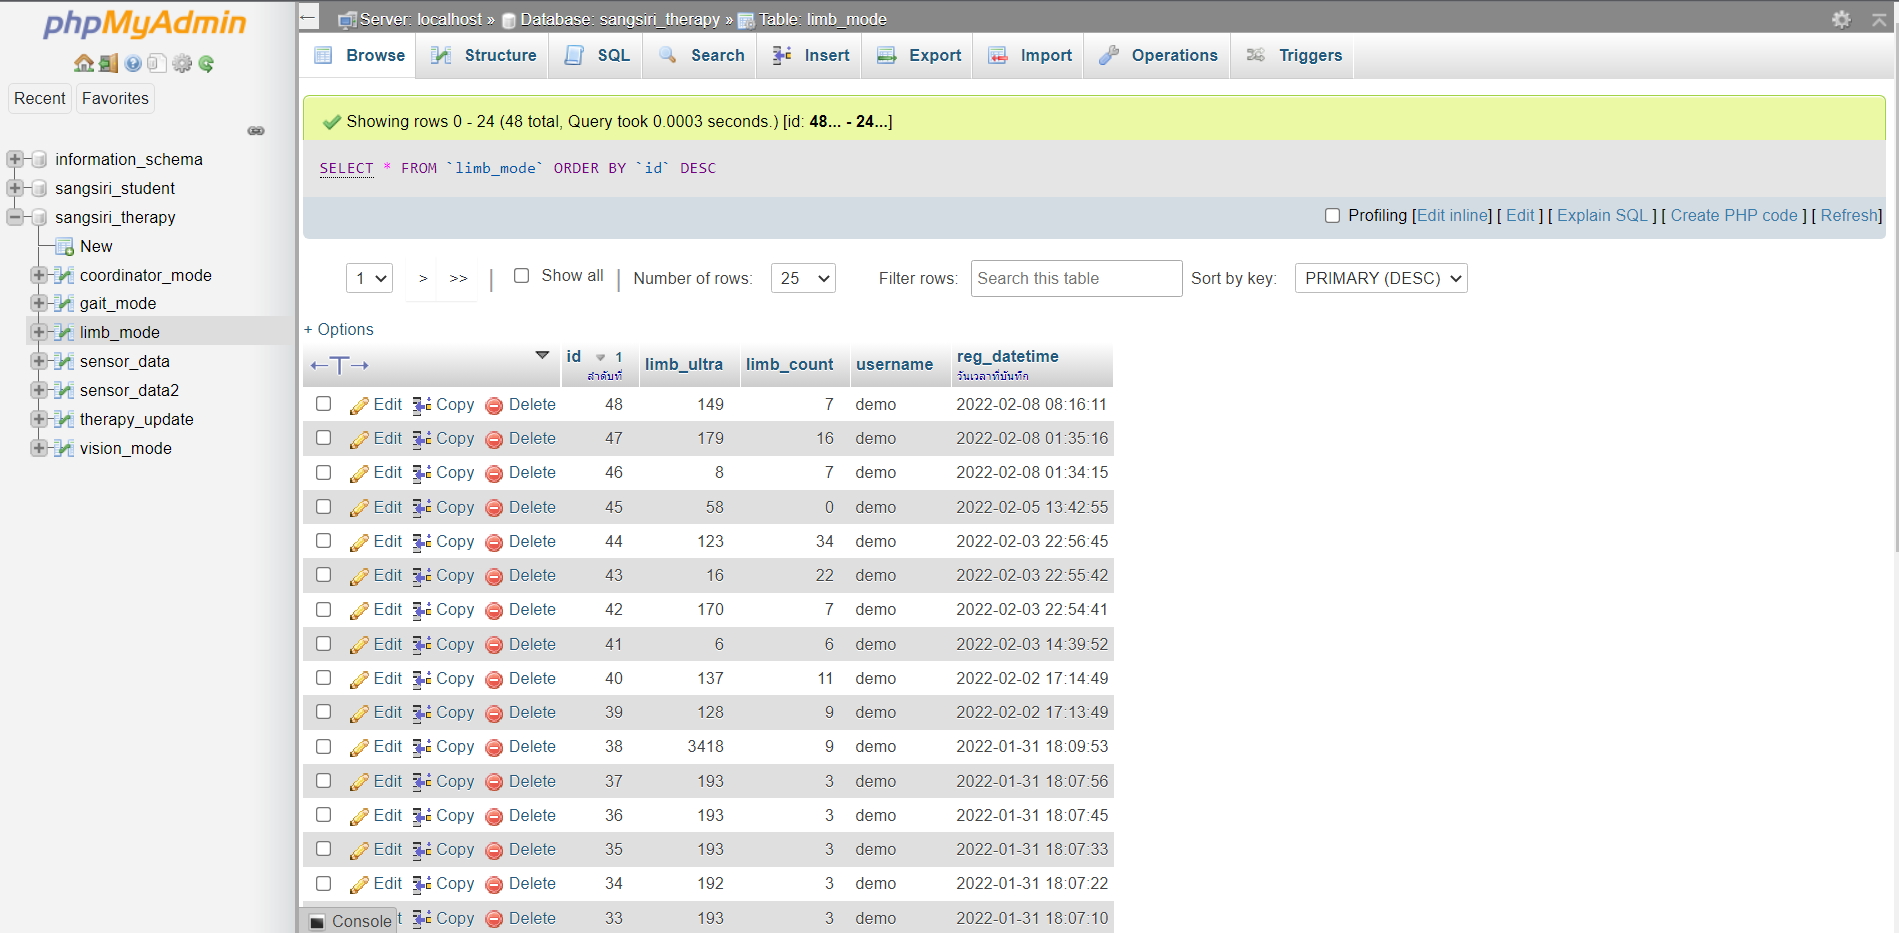 phpMyAdmin
Recent Favorites
information_schema
sangsiri_student
sangsiri_therapy
New
coordinator_mode
gait_mode
limb_mode
sensor_data
sensor_data2
therapy_update
vision_mode
Server: localhost » Database: sangsiri_therapy » Table: limb_mode
Browse Structure SQL Search Insert Export Import Operations Triggers
Showing rows 0 - 24 (48 total, Query took 0.0003 seconds.) [id: 48... - 24...]
SELECT * FROM `limb_mode` ORDER BY `id` DESC
Profiling [Edit inline] [ Edit ] [ Explain SQL ] [ Create PHP code ] [ Refresh]
1 > >> | Show all | Number of rows: 25 Filter rows: Search this table Sort by key: PRIMARY (DESC)
+ Options
←T→ id 1 limb_ultra limb_count username reg_datetime
ลำดับที่ วันเวลาที่บันทึก
Edit Copy Delete 48 149 7 demo 2022-02-08 08:16:11
Edit Copy Delete 47 179 16 demo 2022-02-08 01:35:16
Edit Copy Delete 46 8 7 demo 2022-02-08 01:34:15
Edit Copy Delete 45 58 0 demo 2022-02-05 13:42:55
Edit Copy Delete 44 123 34 demo 2022-02-03 22:56:45
Edit Copy Delete 43 16 22 demo 2022-02-03 22:55:42
Edit Copy Delete 42 170 7 demo 2022-02-03 22:54:41
Edit Copy Delete 41 6 6 demo 2022-02-03 14:39:52
Edit Copy Delete 40 137 11 demo 2022-02-02 17:14:49
Edit Copy Delete 39 128 9 demo 2022-02-02 17:13:49
Edit Copy Delete 38 3418 9 demo 2022-01-31 18:09:53
Edit Copy Delete 37 193 3 demo 2022-01-31 18:07:56
Edit Copy Delete 36 193 3 demo 2022-01-31 18:07:45
Edit Copy Delete 35 193 3 demo 2022-01-31 18:07:33
Edit Copy Delete 34 192 3 demo 2022-01-31 18:07:22
Console t Copy Delete 33 193 3 demo 2022-01-31 18:07:10